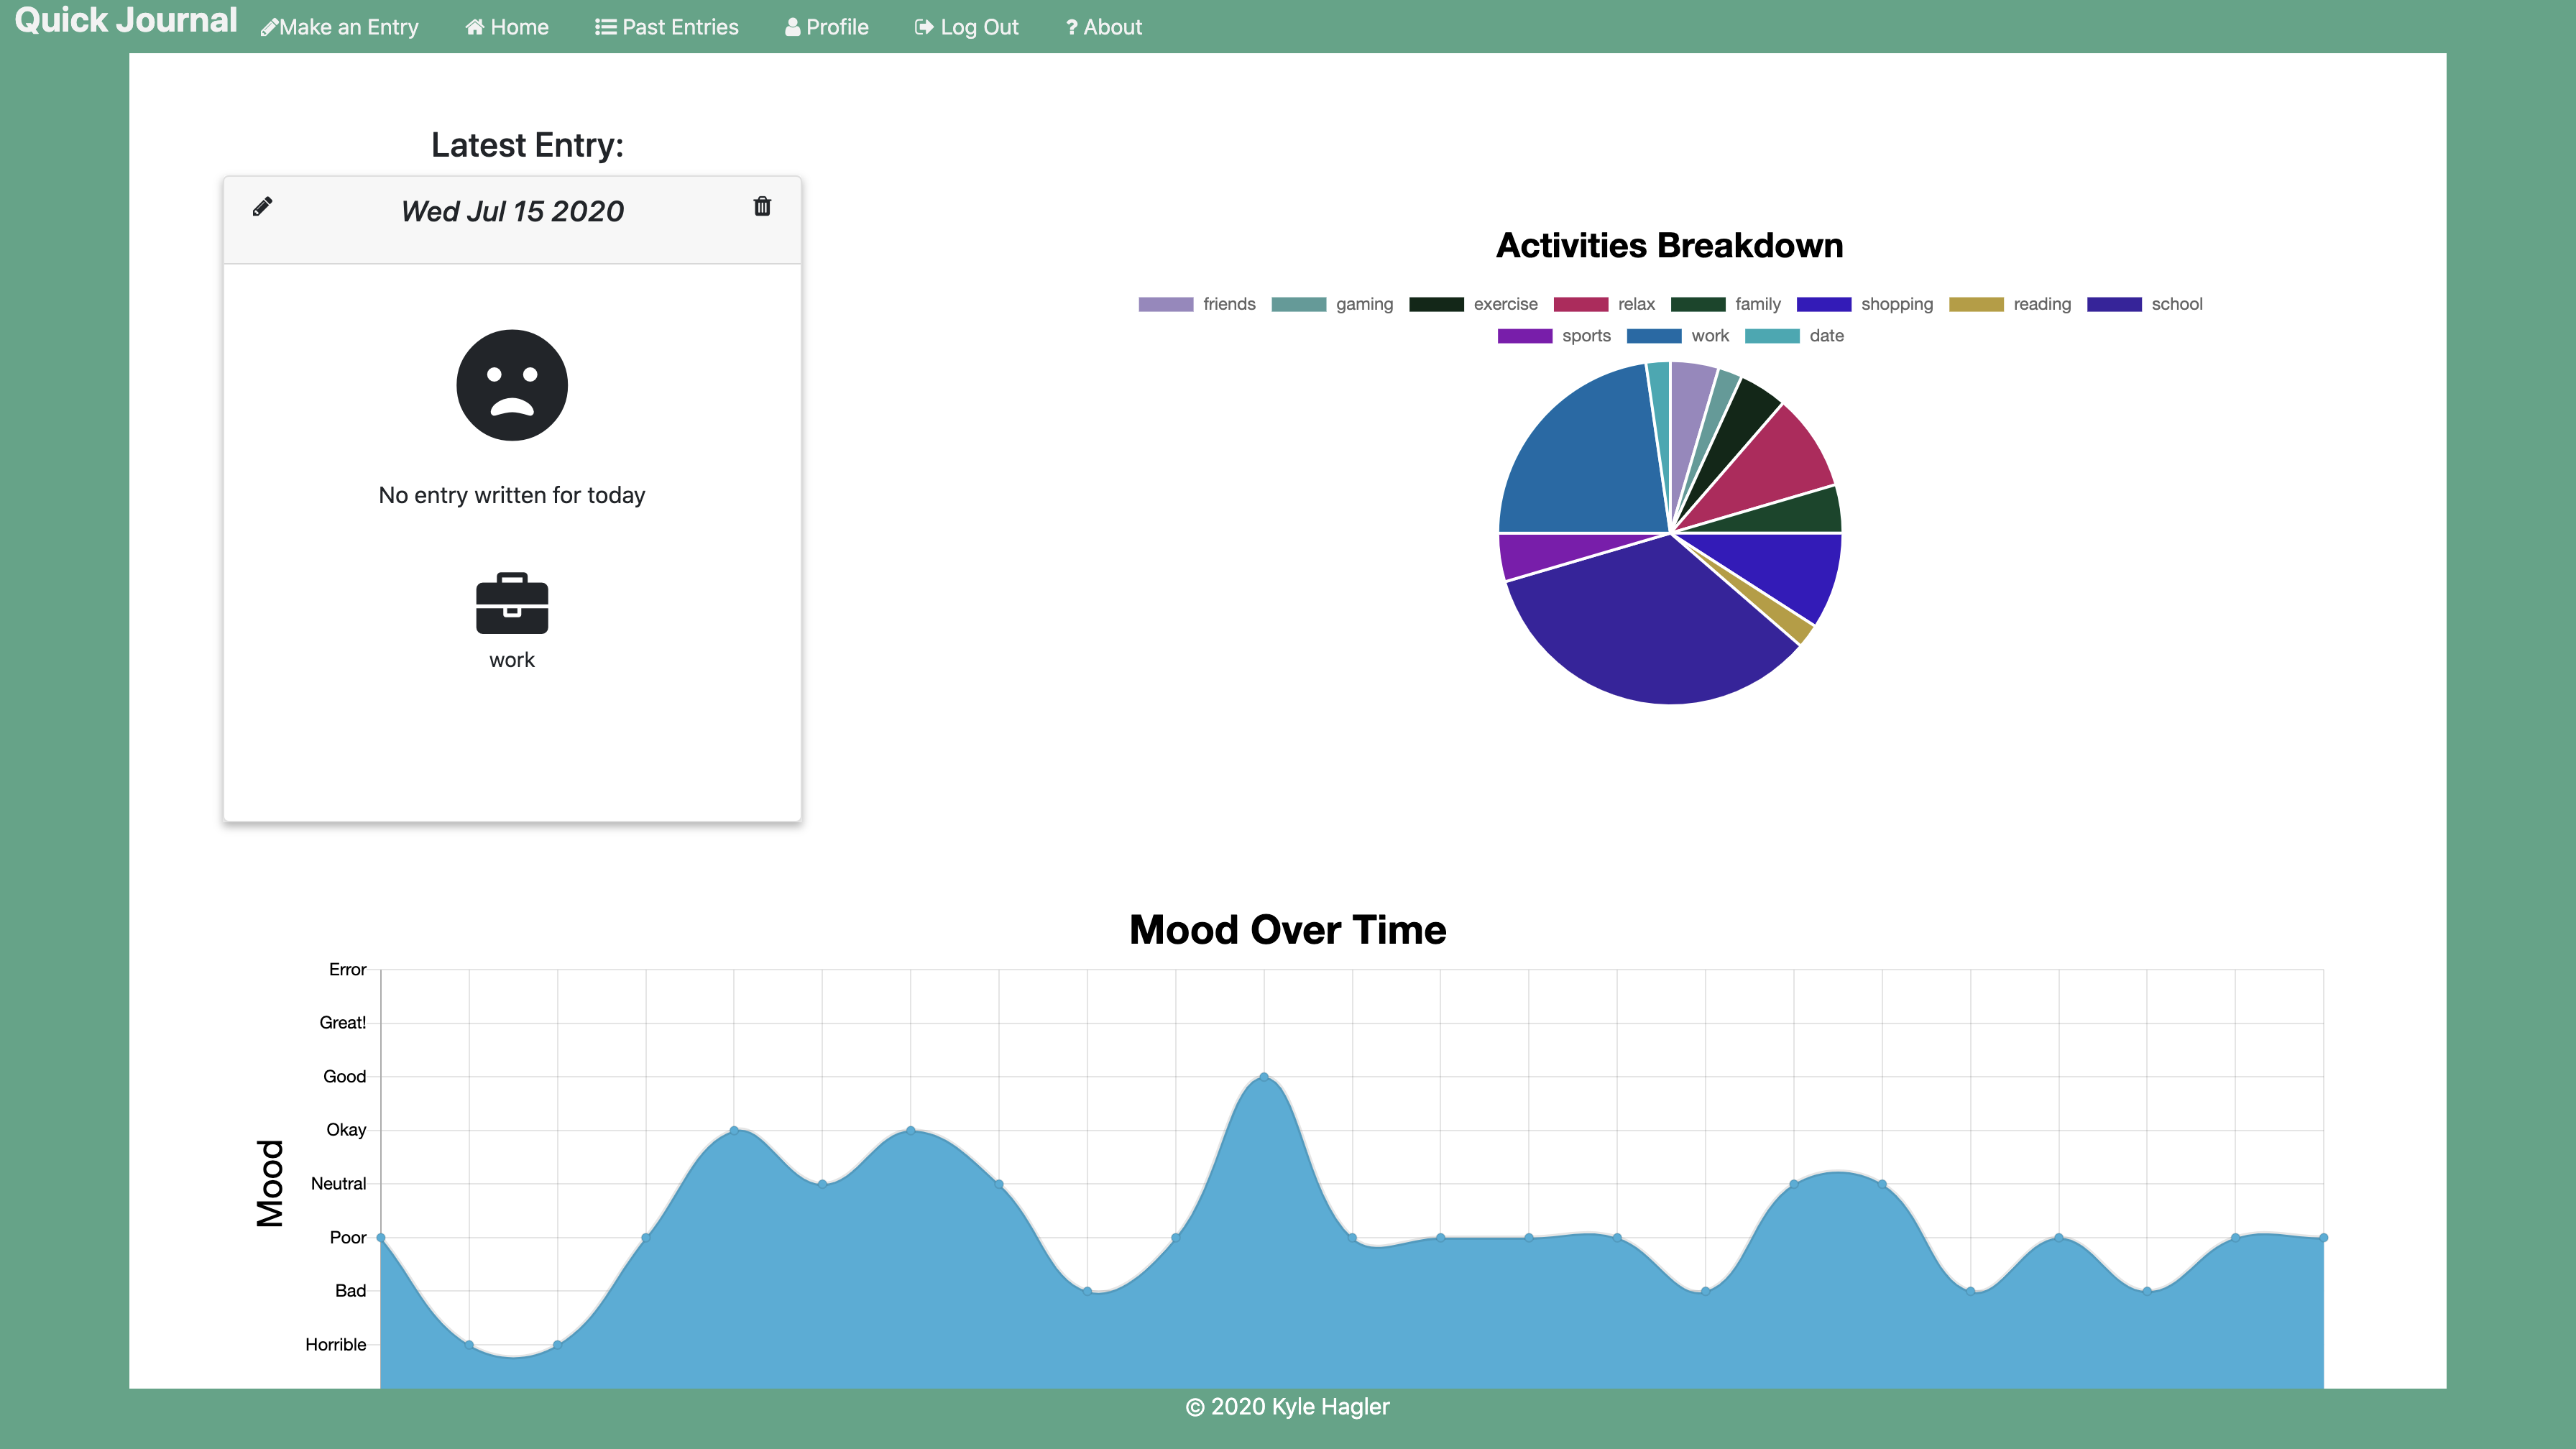 Quick Journal Make an Entry Home Past Entries Profile Log Out ? About
Latest Entry:
Wed Jul 15 2020
No entry written for today
work
Activities Breakdown
friends gaming exercise relax family shopping reading school
sports work date
Mood Over Time
Mood
Error
Great!
Good
Okay
Neutral
Poor
Bad
Horrible
© 2020 Kyle Hagler